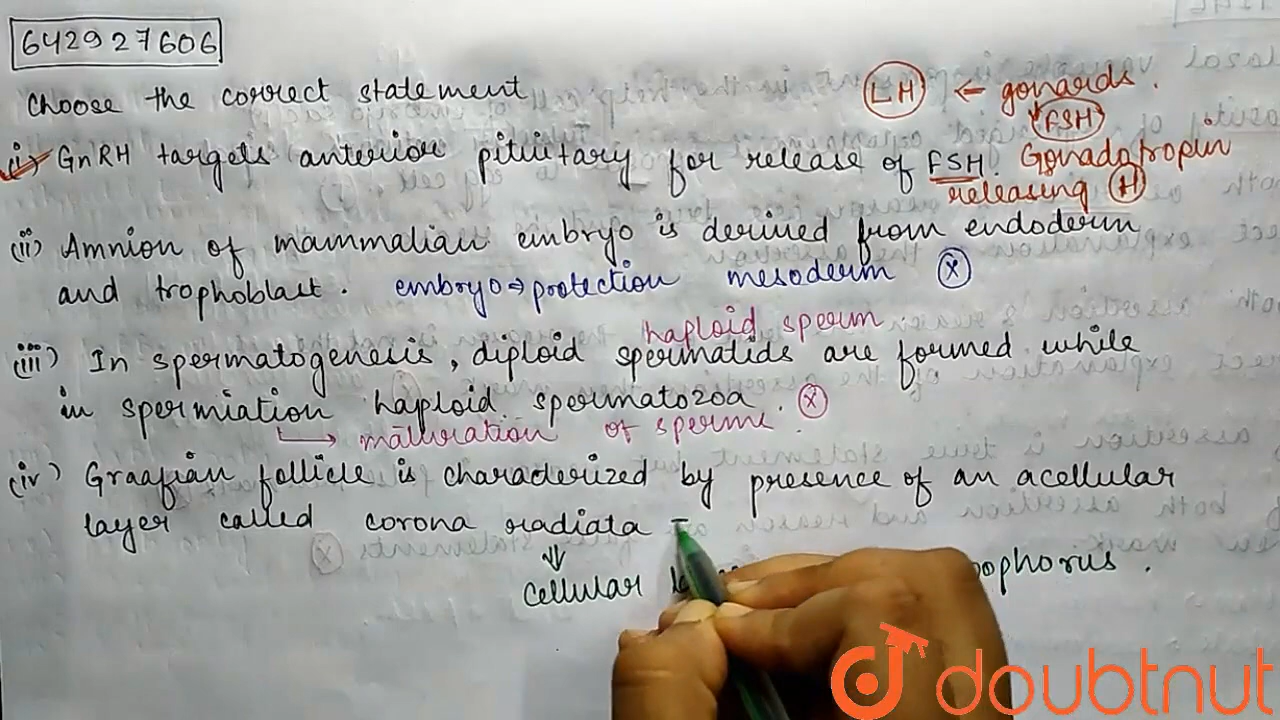 642927606
Choose the correct statement
LH ← gonards.
FSH
(i) GnRH targets anterior pituitary for release of FSH. Gonadotropin
releasing H
(ii) Amnion of mammalian embryo is derived from endoderm
and trophoblast. embryo ⇒ protection mesoderm X
haploid sperm
(iii) In spermatogenesis, diploid spermatids are formed while
in spermiation haploid spermatozoa. X
→ maturation of sperms.
(iv) Graafian follicle is characterized by presence of an acellular
layer called corona radiata
⇓
cellular
oophorus.
doubtnut